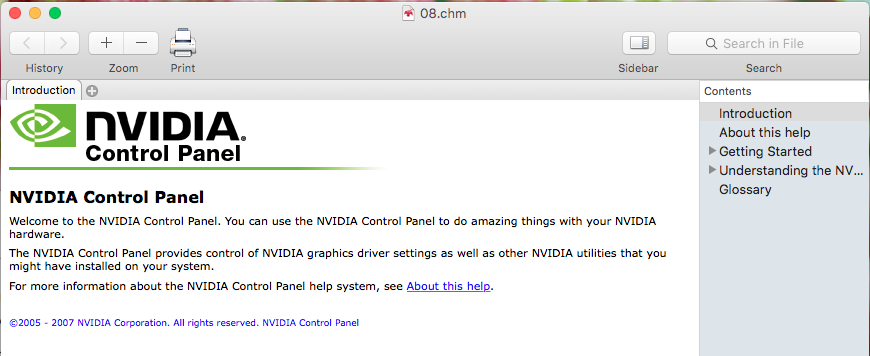 08.chm
Search in File
History
Zoom
Print
Sidebar
Search
Introduction
Contents
Introduction
About this help
Getting Started
Understanding the NV...
Glossary
NVIDIA.
Control Panel
NVIDIA Control Panel
Welcome to the NVIDIA Control Panel. You can use the NVIDIA Control Panel to do amazing things with your NVIDIA
hardware.
The NVIDIA Control Panel provides control of NVIDIA graphics driver settings as well as other NVIDIA utilities that you
might have installed on your system.
For more information about the NVIDIA Control Panel help system, see About this help.
©2005 - 2007 NVIDIA Corporation. All rights reserved. NVIDIA Control Panel